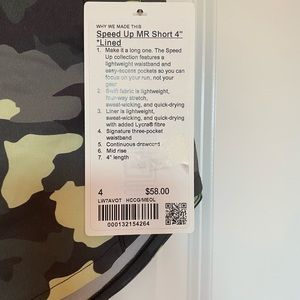 WHY WE MADE THIS
Speed Up MR Short 4"
*Lined
1. Make it a long one. The Speed
Up collection features a
lightweight waistband and
easy-access pockets so you can
focus on your run, not your
gear
2. Swift fabric is lightweight,
four-way stretch,
sweat-wicking, and quick-drying
3. Liner is lightweight,
sweat-wicking, and quick-drying
with added Lycra® fibre
4. Signature three-pocket
waistband
5. Continuous drawcord
6. Mid rise
7. 4" length
4 $58.00
LW7AVOT HCCG/MEOL
000132154264